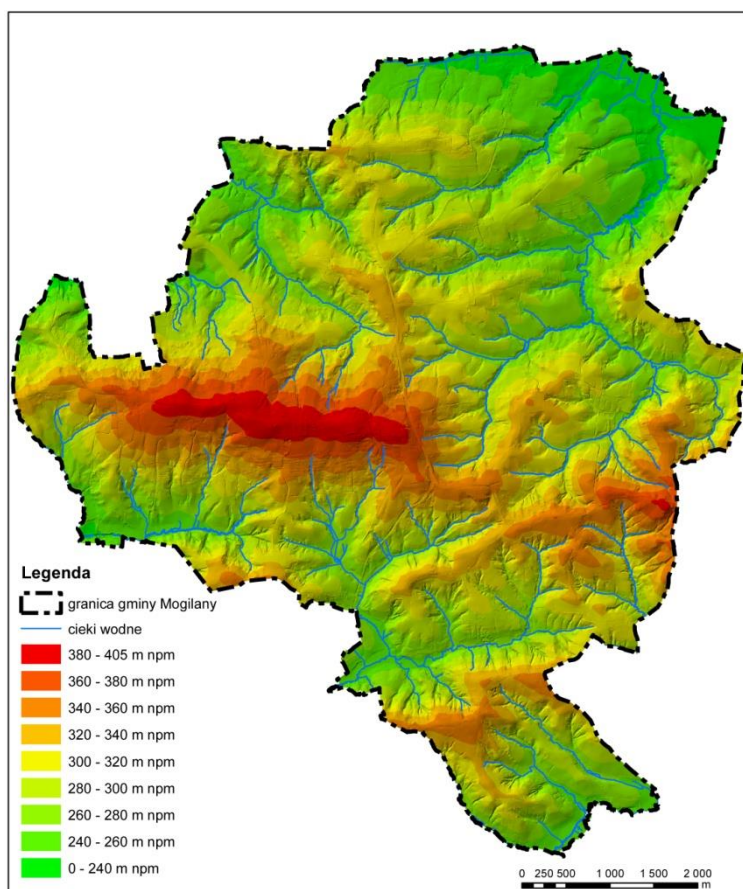 Legenda
granica gminy Mogilany
cieki wodne
380 - 405 m npm
360 - 380 m npm
340 - 360 m npm
320 - 340 m npm
300 - 320 m npm
280 - 300 m npm
260 - 280 m npm
240 - 260 m npm
0 - 240 m npm
0 250 500 1 000 1 500 2 000
m